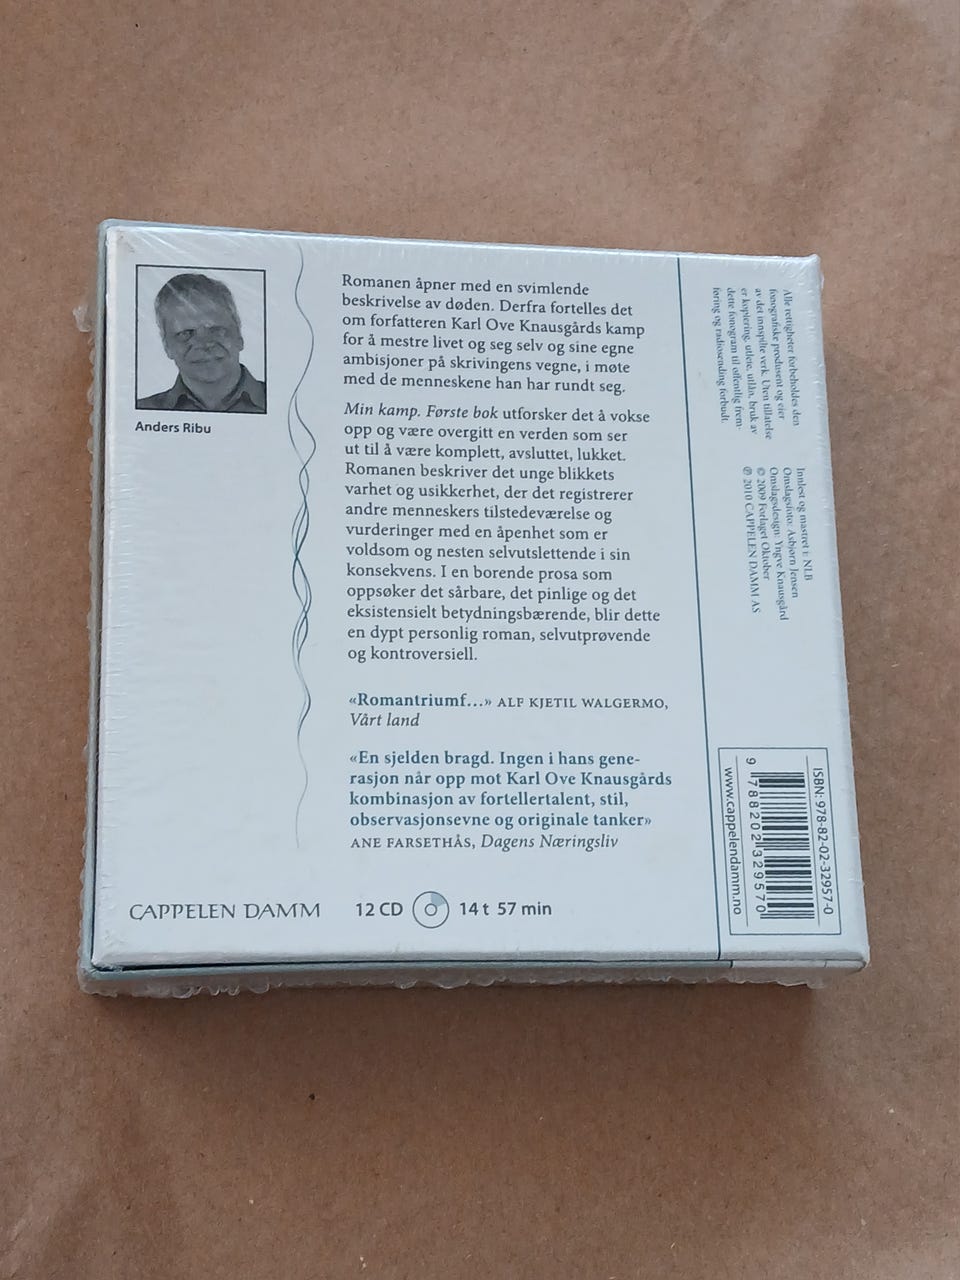 Anders Ribu
Romanen åpner med en svimlende
beskrivelse av døden. Derfra fortelles det
om forfatteren Karl Ove Knausgårds kamp
for å mestre livet og seg selv og sine egne
ambisjoner på skrivingens vegne, i møte
med de menneskene han har rundt seg.
Min kamp. Første bok utforsker det å vokse
opp og være overgitt en verden som ser
ut til å være komplett, avsluttet, lukket.
Romanen beskriver det unge blikkets
varhet og usikkerhet, der det registrerer
andre menneskers tilstedeværelse og
vurderinger med en åpenhet som er
voldsom og nesten selvutslettende i sin
konsekvens. I en borende prosa som
oppsøker det sårbare, det pinlige og det
eksistensielt betydningsbærende, blir dette
en dypt personlig roman, selvutprøvende
og kontroversiell.
«Romantriumf...» ALF KJETIL WALGERMO,
Vårt land
«En sjelden bragd. Ingen i hans gene-
rasjon når opp mot Karl Ove Knausgårds
kombinasjon av fortellertalent, stil,
observasjonsevne og originale tanker»
ANE FARSETHÅS, Dagens Næringsliv
CAPPELEN DAMM
12 CD 14 t 57 min
Alle rettigheter forbeholdes den
fonografiske produsent og eier
av det innspilte verk. Uten tillatelse
er kopiering, utleie, utlån, bruk av
dette fonogram til offentlig frem-
føring og radiosending forbudt.
Innlest og mastret i: NLB
Omslagsfoto: Asbjørn Jensen
Omslagsdesign: Yngve Knausgård
© 2009 Forlaget Oktober
℗ 2010 CAPPELEN DAMM AS
ISBN: 978-82-02-32957-0
9 788202 329570
www.cappelendamm.no